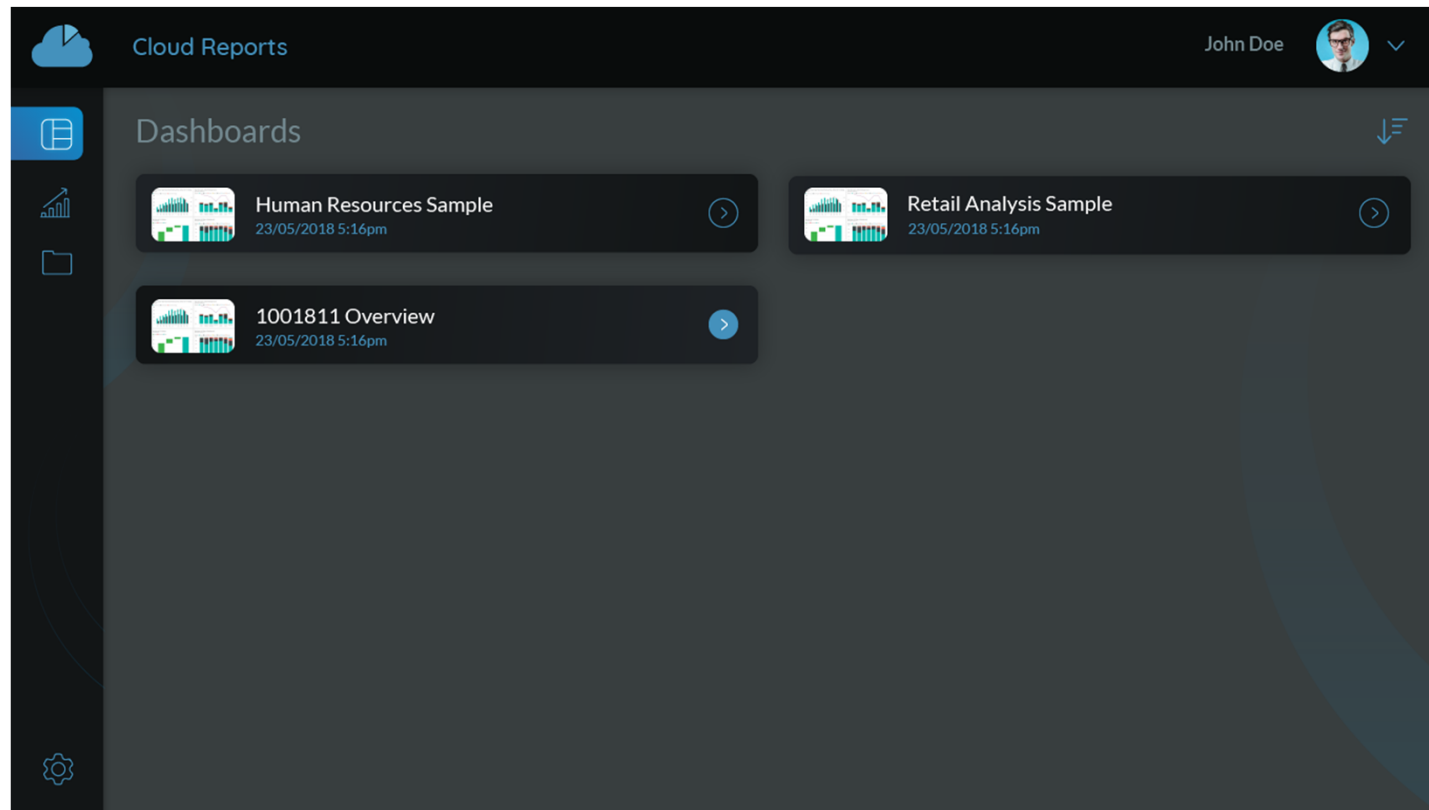 Cloud Reports
John Doe
Dashboards
Human Resources Sample
23/05/2018 5:16pm
Retail Analysis Sample
23/05/2018 5:16pm
1001811 Overview
23/05/2018 5:16pm